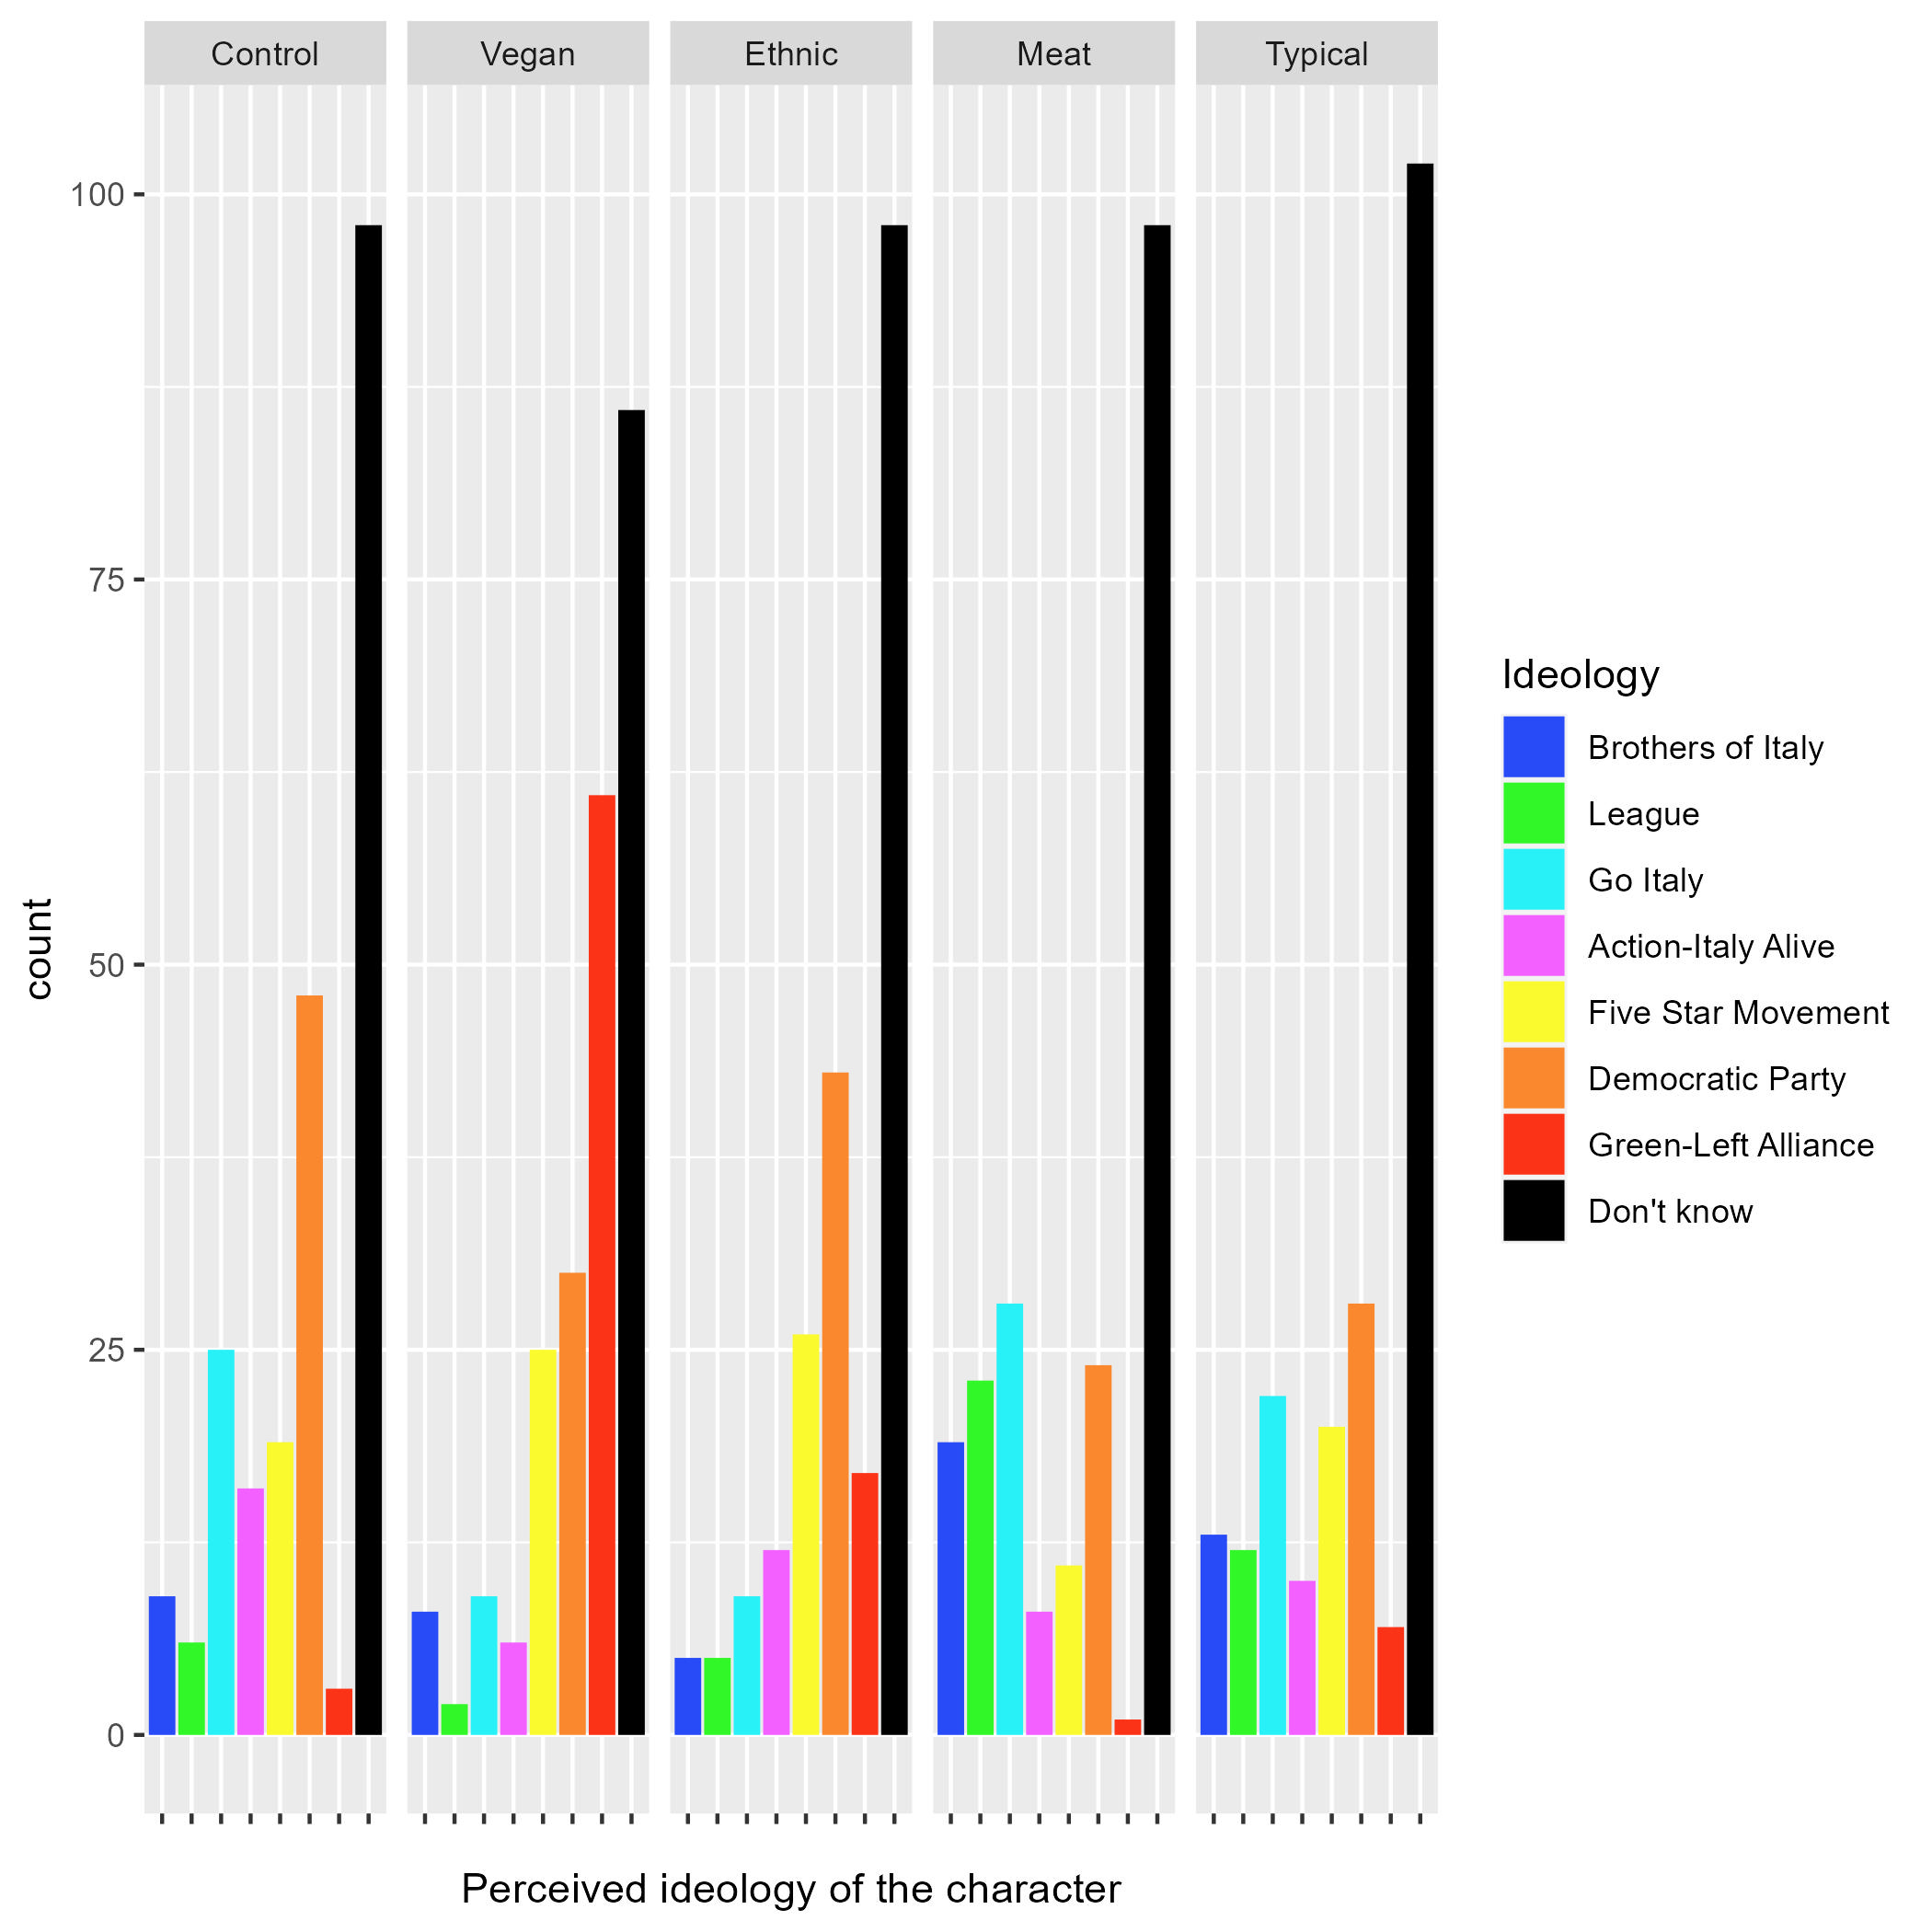 Control
Vegan
Ethnic
Meat
Typical
100
75
50
25
0
count
Perceived ideology of the character
Ideology
Brothers of Italy
League
Go Italy
Action-Italy Alive
Five Star Movement
Democratic Party
Green-Left Alliance
Don't know